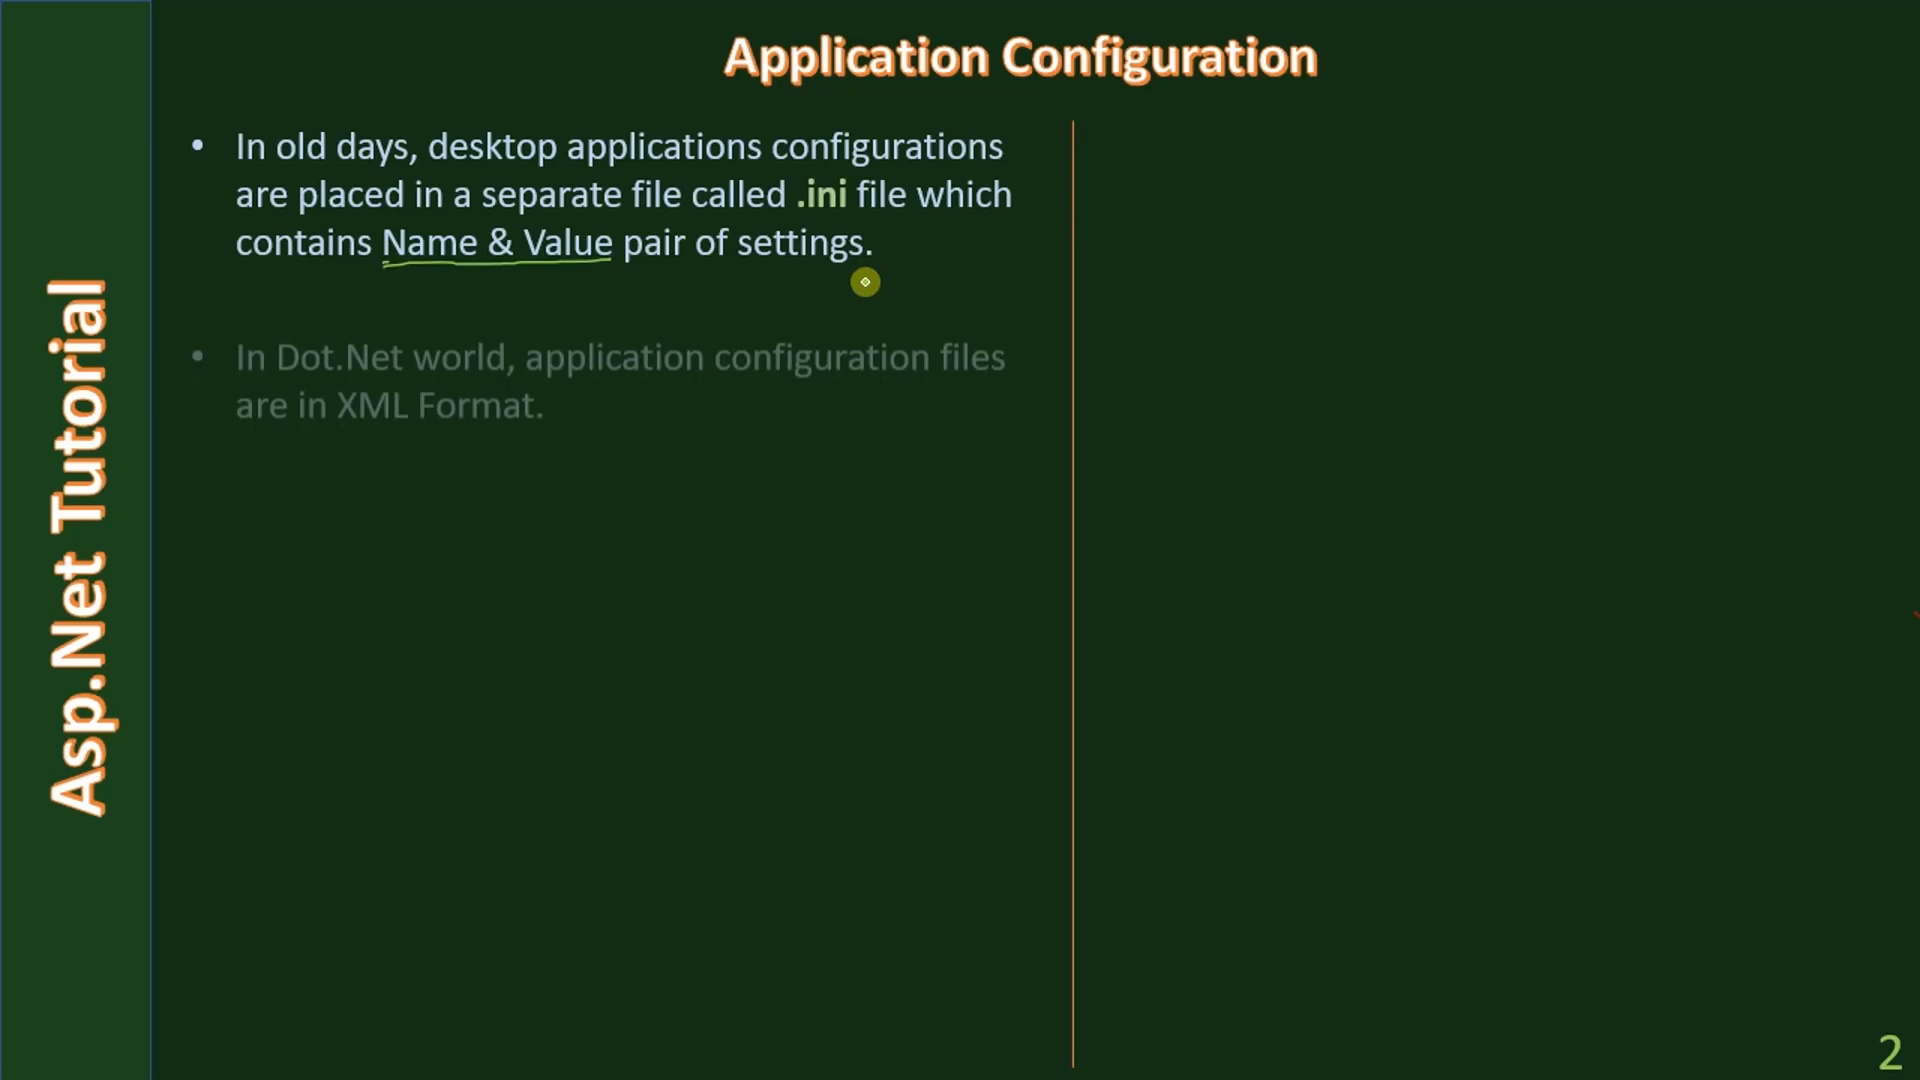 Application Configuration
• In old days, desktop applications configurations
are placed in a separate file called .ini file which
contains Name & Value pair of settings.
• In Dot.Net world, application configuration files
are in XML Format.
Asp.Net Tutorial
2